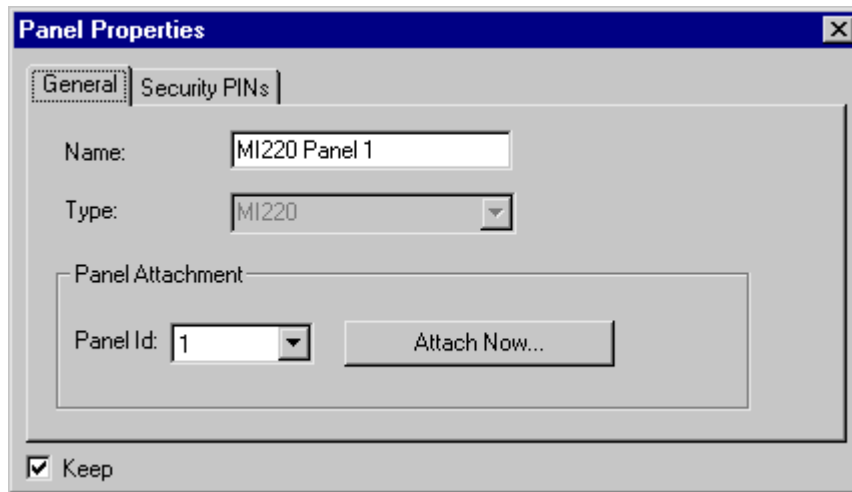 Panel Properties
General Security PINs
Name: MI220 Panel 1
Type: MI220
Panel Attachment
Panel Id: 1 Attach Now...
Keep